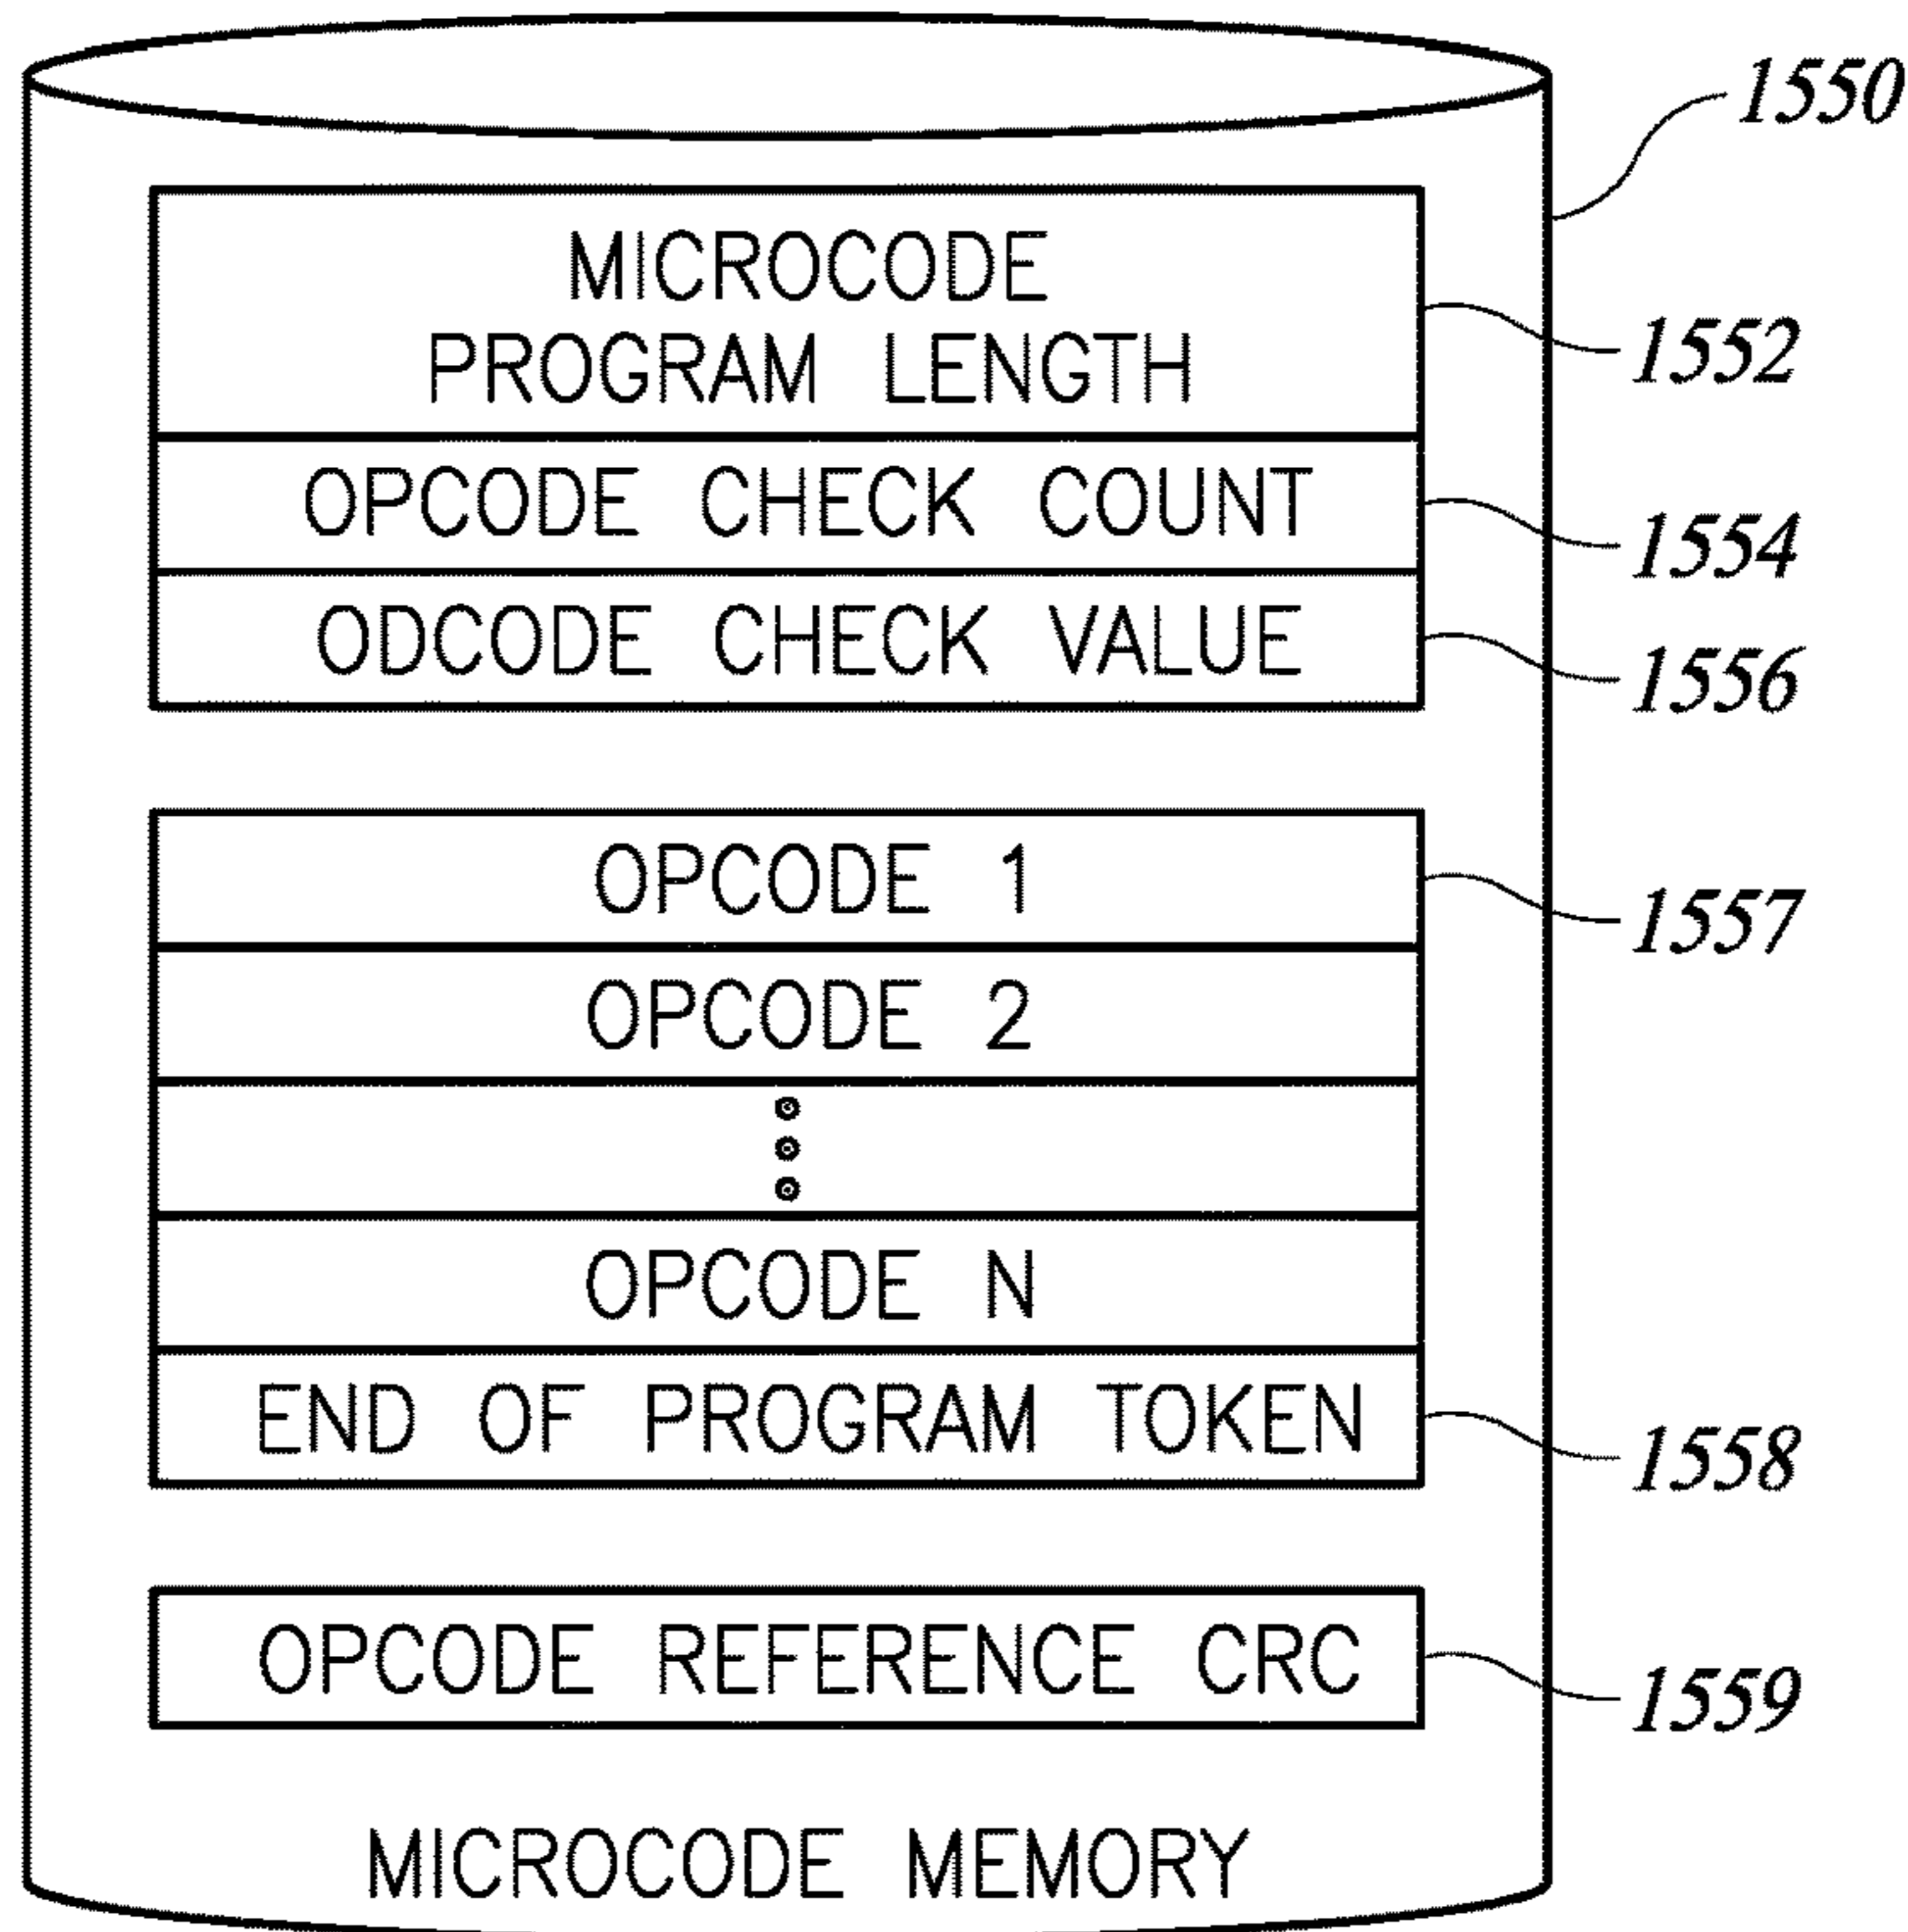 1550
MICROCODE
PROGRAM LENGTH
1552
OPCODE CHECK COUNT
1554
ODCODE CHECK VALUE
1556
OPCODE 1
1557
OPCODE 2
OPCODE N
END OF PROGRAM TOKEN
1558
OPCODE REFERENCE CRC
1559
MICROCODE MEMORY